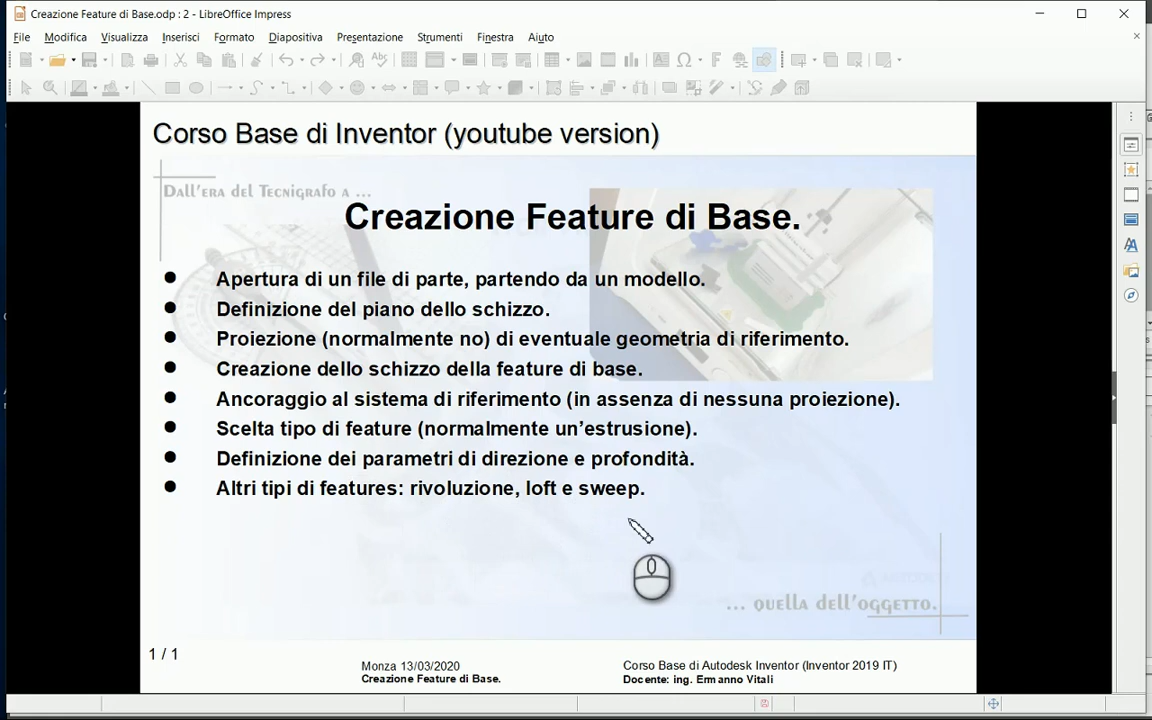 Creazione Feature di Base.odp : 2 - LibreOffice Impress
File Modifica Visualizza Inserisci Formato Diapositiva Presentazione Strumenti Finestra Aiuto
Corso Base di Inventor (youtube version)
Dall'era del Tecnigrafo a ...
Creazione Feature di Base.
● Apertura di un file di parte, partendo da un modello.
● Definizione del piano dello schizzo.
● Proiezione (normalmente no) di eventuale geometria di riferimento.
● Creazione dello schizzo della feature di base.
● Ancoraggio al sistema di riferimento (in assenza di nessuna proiezione).
● Scelta tipo di feature (normalmente un'estrusione).
● Definizione dei parametri di direzione e profondità.
● Altri tipi di features: rivoluzione, loft e sweep.
... quella dell'oggetto.
1 / 1
Monza 13/03/2020
Creazione Feature di Base.
Corso Base di Autodesk Inventor (Inventor 2019 IT)
Docente: ing. Ermanno Vitali